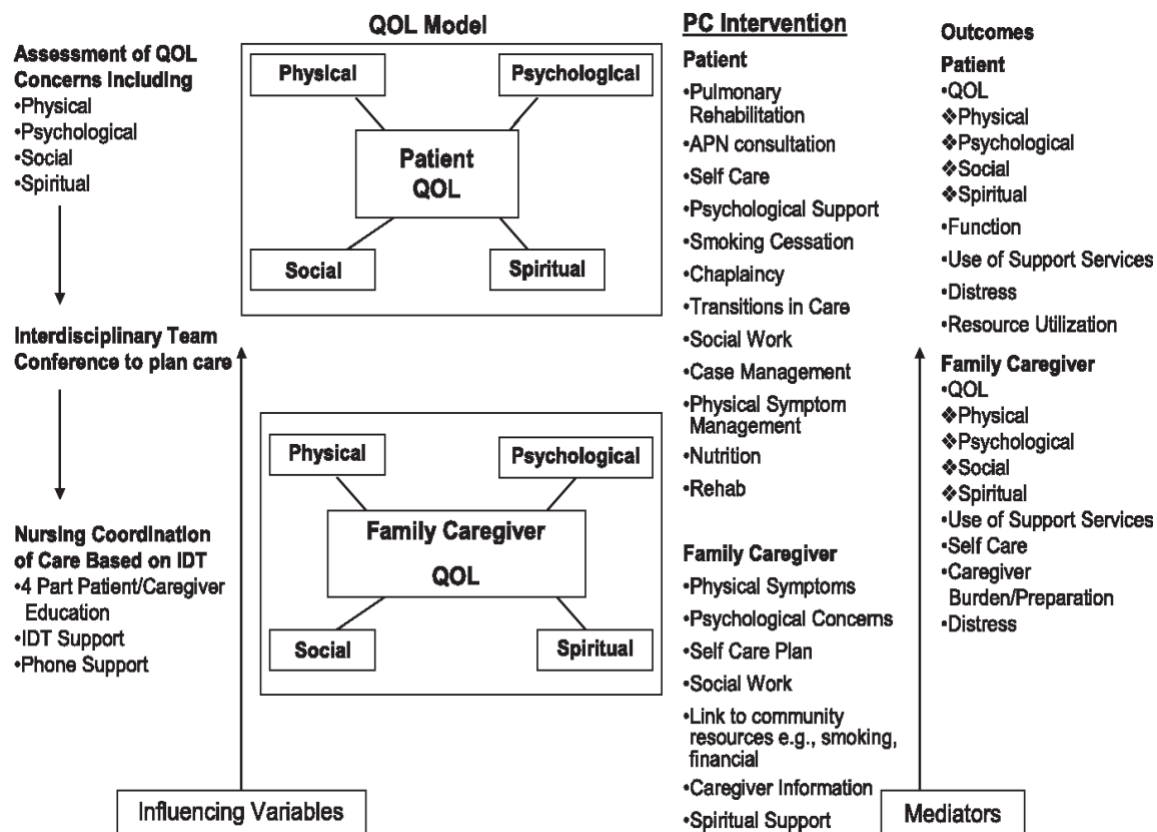 Assessment of QOL
Concerns Including
•Physical
•Psychological
•Social
•Spiritual
Interdisciplinary Team
Conference to plan care
Nursing Coordination
of Care Based on IDT
•4 Part Patient/Caregiver
Education
•IDT Support
•Phone Support
QOL Model
Physical
Psychological
Patient
QOL
Social
Spiritual
Physical
Psychological
Family Caregiver
QOL
Social
Spiritual
Influencing Variables
PC Intervention
Patient
•Pulmonary
Rehabilitation
•APN consultation
•Self Care
•Psychological Support
•Smoking Cessation
•Chaplaincy
•Transitions in Care
•Social Work
•Case Management
•Physical Symptom
Management
•Nutrition
•Rehab
Family Caregiver
•Physical Symptoms
•Psychological Concerns
•Self Care Plan
•Social Work
•Link to community
resources e.g., smoking,
financial
•Caregiver Information
•Spiritual Support
Outcomes
Patient
•QOL
❖Physical
❖Psychological
❖Social
❖Spiritual
•Function
•Use of Support Services
•Distress
•Resource Utilization
Family Caregiver
•QOL
❖Physical
❖Psychological
❖Social
❖Spiritual
•Use of Support Services
•Self Care
•Caregiver
Burden/Preparation
•Distress
Mediators